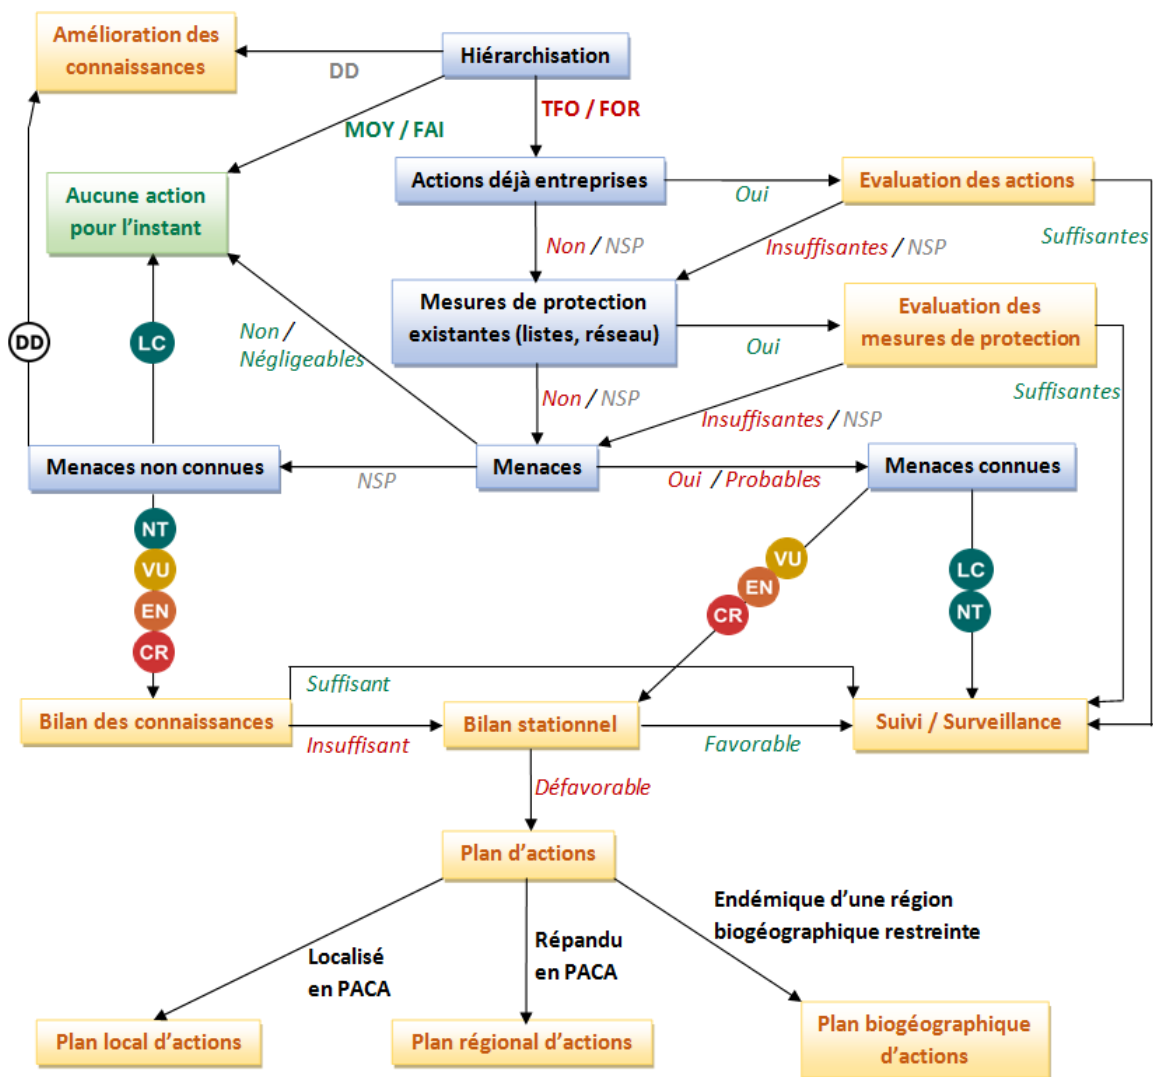 Amélioration des
connaissances
Hiérarchisation
DD
TFO / FOR
MOY / FAI
Aucune action
pour l'instant
Actions déjà entreprises
Oui
Evaluation des actions
Non / NSP
Insuffisantes / NSP
Suffisantes
Mesures de protection
existantes (listes, réseau)
Oui
Evaluation des
mesures de protection
DD
LC
Non /
Négligeables
Non / NSP
Insuffisantes / NSP
Suffisantes
Menaces non connues
NSP
Menaces
Oui / Probables
Menaces connues
NT
VU
EN
CR
VU
EN
CR
LC
NT
Suffisant
Bilan des connaissances
Insuffisant
Bilan stationnel
Favorable
Suivi / Surveillance
Défavorable
Plan d'actions
Localisé
en PACA
Répandu
en PACA
Endémique d'une région
biogéographique restreinte
Plan local d'actions
Plan régional d'actions
Plan biogéographique
d'actions